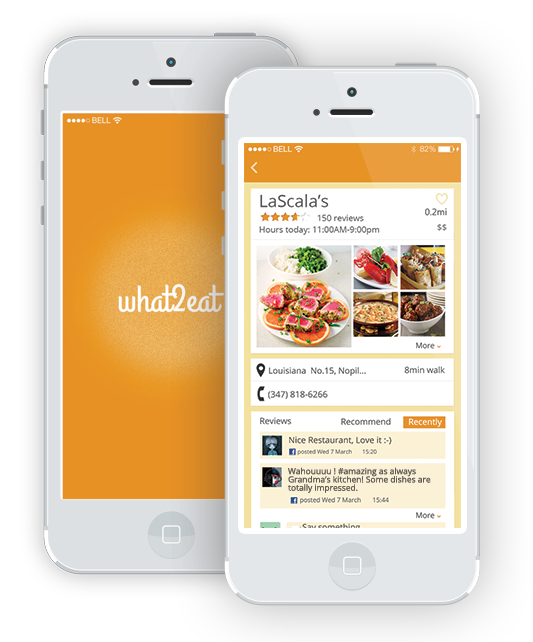 BELL
what2eat
BELL 82%
LaScala's
150 reviews
0.2mi
Hours today: 11:00AM-9:00pm
$$
More
Louisiana No.15, Nopil...
8min walk
(347) 818-6266
Reviews Recommend Recently
Nice Restaurant, Love it :-)
f posted Wed 7 March 15:20
Wahouuuu ! #amazing as always
Grandma's kitchen! Some dishes are
totally impressed.
f posted Wed 7 March 15:44
More
Say something